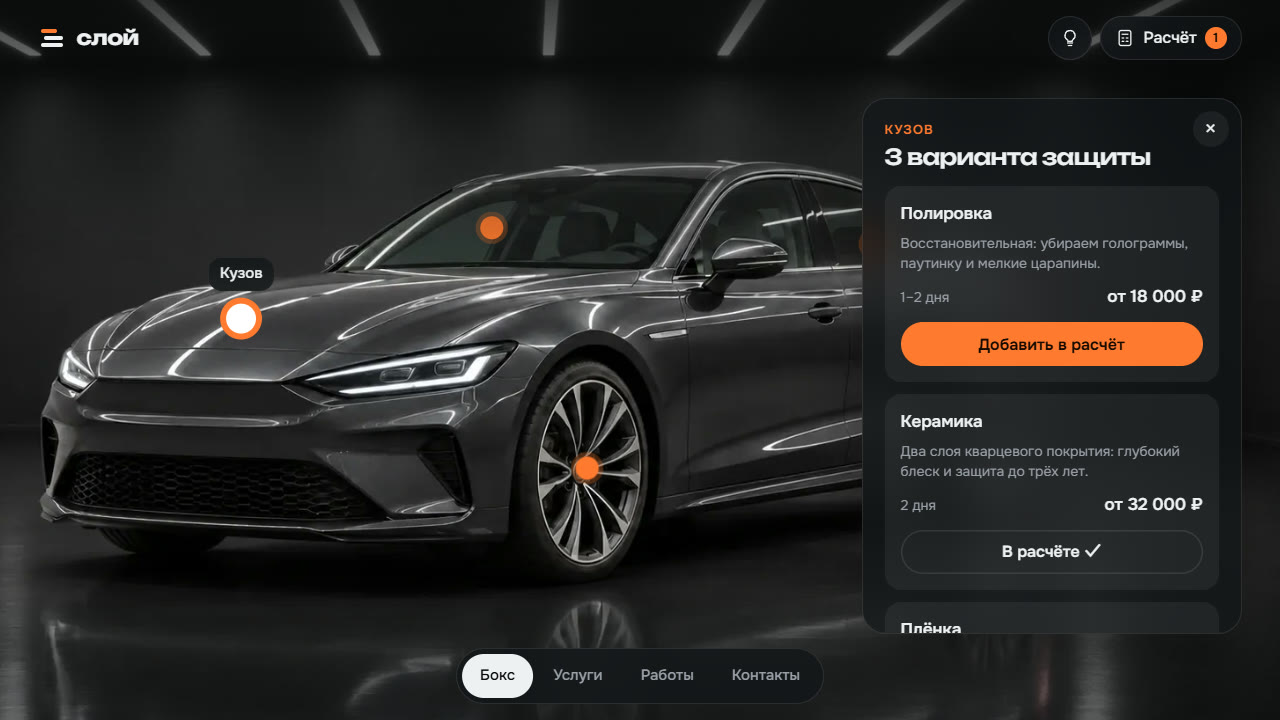 слой
Расчёт 1
КУЗОВ
3 варианта защиты
Полировка
Восстановительная: убираем голограммы,
паутинку и мелкие царапины.
1–2 дня
от 18 000 ₽
Добавить в расчёт
Керамика
Два слоя кварцевого покрытия: глубокий
блеск и защита до трёх лет.
2 дня
от 32 000 ₽
В расчёте ✓
Плёнка
Кузов
Бокс
Услуги
Работы
Контакты